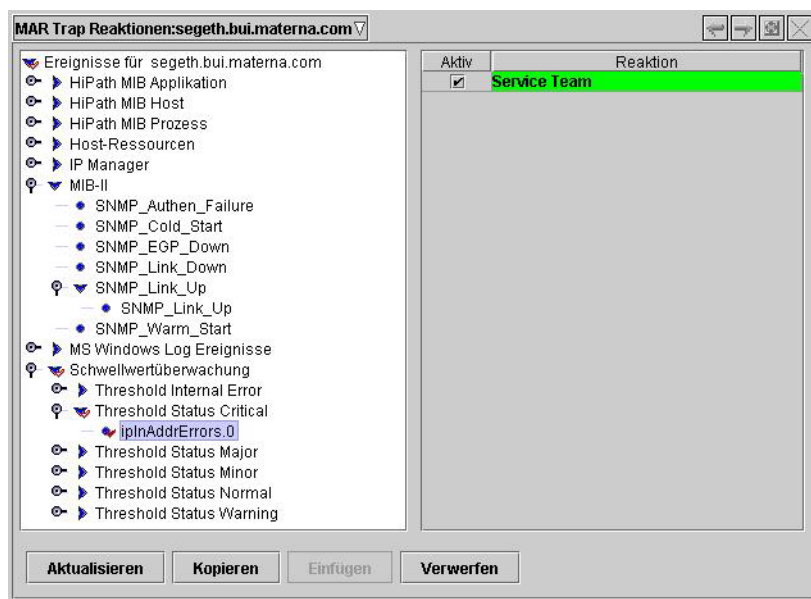 MAR Trap Reaktionen:segeth.bui.materna.com
Ereignisse für segeth.bui.materna.com
HiPath MIB Applikation
HiPath MIB Host
HiPath MIB Prozess
Host-Ressourcen
IP Manager
MIB-II
SNMP_Authen_Failure
SNMP_Cold_Start
SNMP_EGP_Down
SNMP_Link_Down
SNMP_Link_Up
SNMP_Link_Up
SNMP_Warm_Start
MS Windows Log Ereignisse
Schwellwertüberwachung
Threshold Internal Error
Threshold Status Critical
ipInAddrErrors.0
Threshold Status Major
Threshold Status Minor
Threshold Status Normal
Threshold Status Warning
Aktiv Reaktion
Service Team
Aktualisieren Kopieren Einfügen Verwerfen